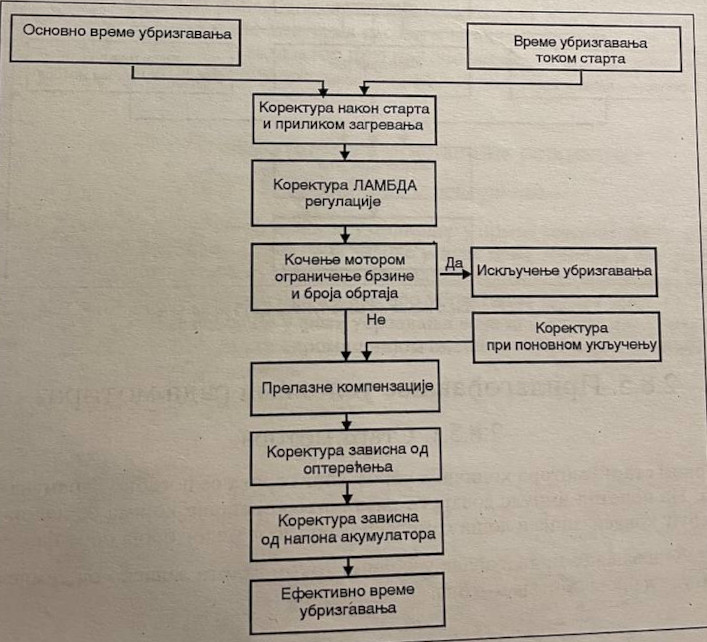 Основно време убризгавања
Време убризгавања
током старта
Коректура након старта
и приликом загревања
Коректура ЛАМБДА
регулације
Кочење мотором
ограничење брзине
и броја обртаја
Да
Искључење убризгавања
Не
Коректура
при поновном укључењу
Прелазне компензације
Коректура зависна од
оптерећења
Коректура зависна
од напона акумулатора
Ефективно време
убризгавања